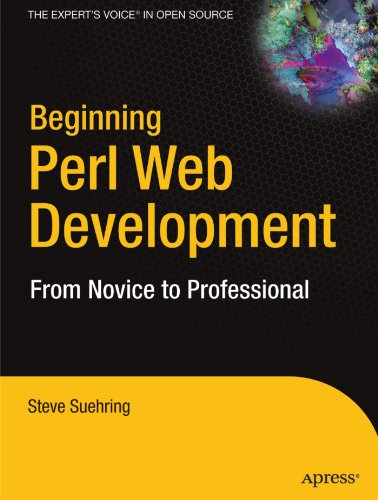 THE EXPERT'S VOICE® IN OPEN SOURCE
Beginning
Perl Web
Development
From Novice to Professional
Steve Suehring
Apress®